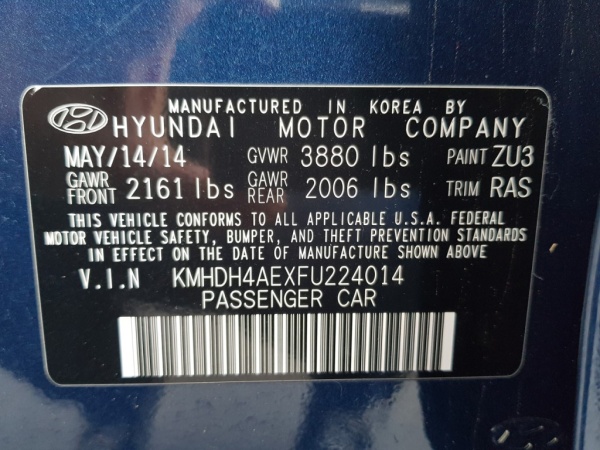 MANUFACTURED IN KOREA BY
HYUNDAI MOTOR COMPANY
MAY/14/14 GVWR 3880 lbs PAINT ZU3
GAWR FRONT 2161 lbs GAWR REAR 2006 lbs TRIM RAS
THIS VEHICLE CONFORMS TO ALL APPLICABLE U.S.A. FEDERAL
MOTOR VEHICLE SAFETY, BUMPER, AND THEFT PREVENTION STANDARDS
IN EFFECT ON THE DATE OF MANUFACTURE SHOWN ABOVE
V.I.N KMHDH4AEXFU224014
PASSENGER CAR